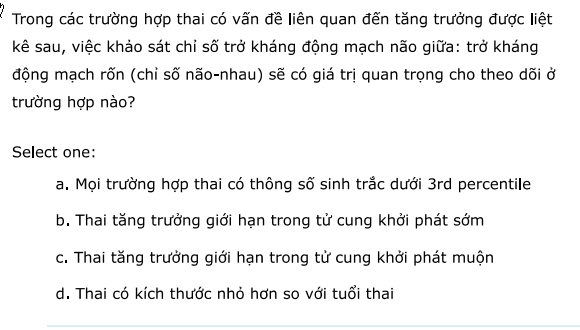 Trong các trường hợp thai có vấn đề liên quan đến tăng trưởng được liệt
kê sau, việc khảo sát chỉ số trở kháng động mạch não giữa: trở kháng
động mạch rốn (chỉ số não-nhau) sẽ có giá trị quan trọng cho theo dõi ở
trường hợp nào?
Select one:
a. Mọi trường hợp thai có thông số sinh trắc dưới 3rd percentile
b. Thai tăng trưởng giới hạn trong tử cung khởi phát sớm
c. Thai tăng trưởng giới hạn trong tử cung khởi phát muộn
d. Thai có kích thước nhỏ hơn so với tuổi thai